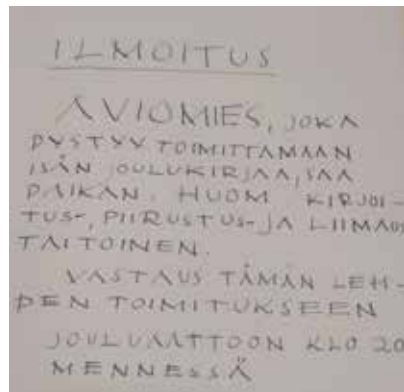 ILMOITUS
AVIOMIES, JOKA
PYSTYY TOIMITTAMAAN
ISÄN JOULUKIRJAA, SAA
PAIKAN. HUOM. KIRJOI-
TUS-, PIIRUSTUS- JA LIIMAUS
TAITOINEN.
VASTAUS TÄMÄN LEH-
DEN TOIMITUKSEEN
JOULUAATTOON KLO 20
MENNESSÄ